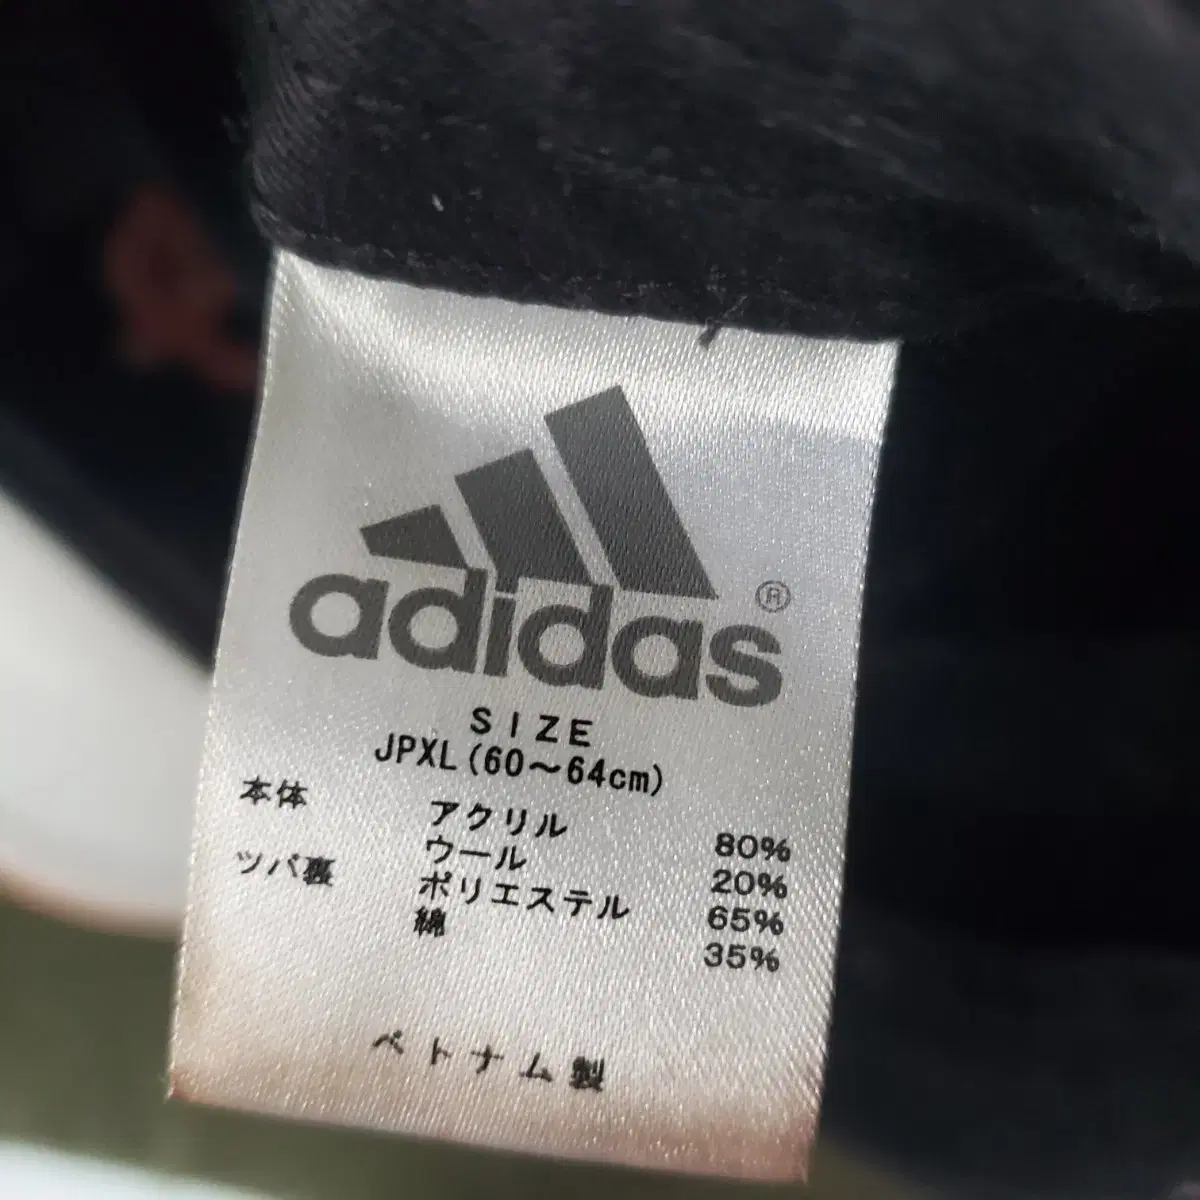 adidas®
SIZE
JPXL(60～64cm)
本体 アクリル 80%
ウール 20%
ツバ裏 ポリエステル 65%
綿 35%
ベトナム製